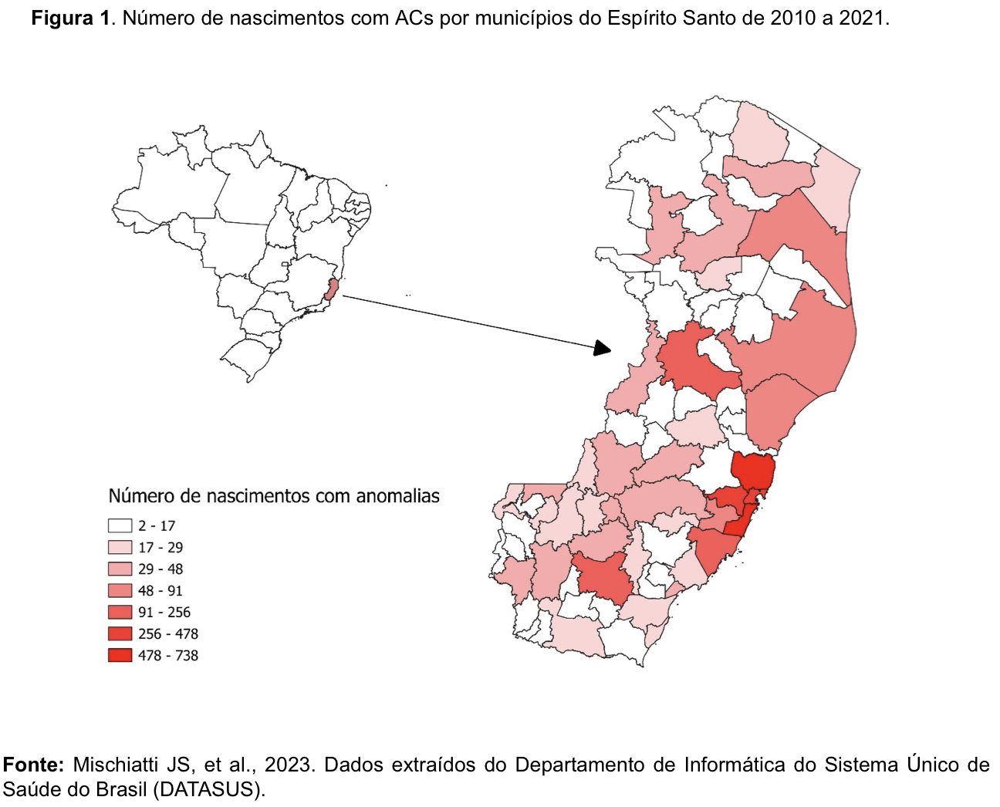 Figura 1. Número de nascimentos com ACs por municípios do Espírito Santo de 2010 a 2021.
Número de nascimentos com anomalias
2 - 17
17 - 29
29 - 48
48 - 91
91 - 256
256 - 478
478 - 738
Fonte: Mischiatti JS, et al., 2023. Dados extraídos do Departamento de Informática do Sistema Único de
Saúde do Brasil (DATASUS).